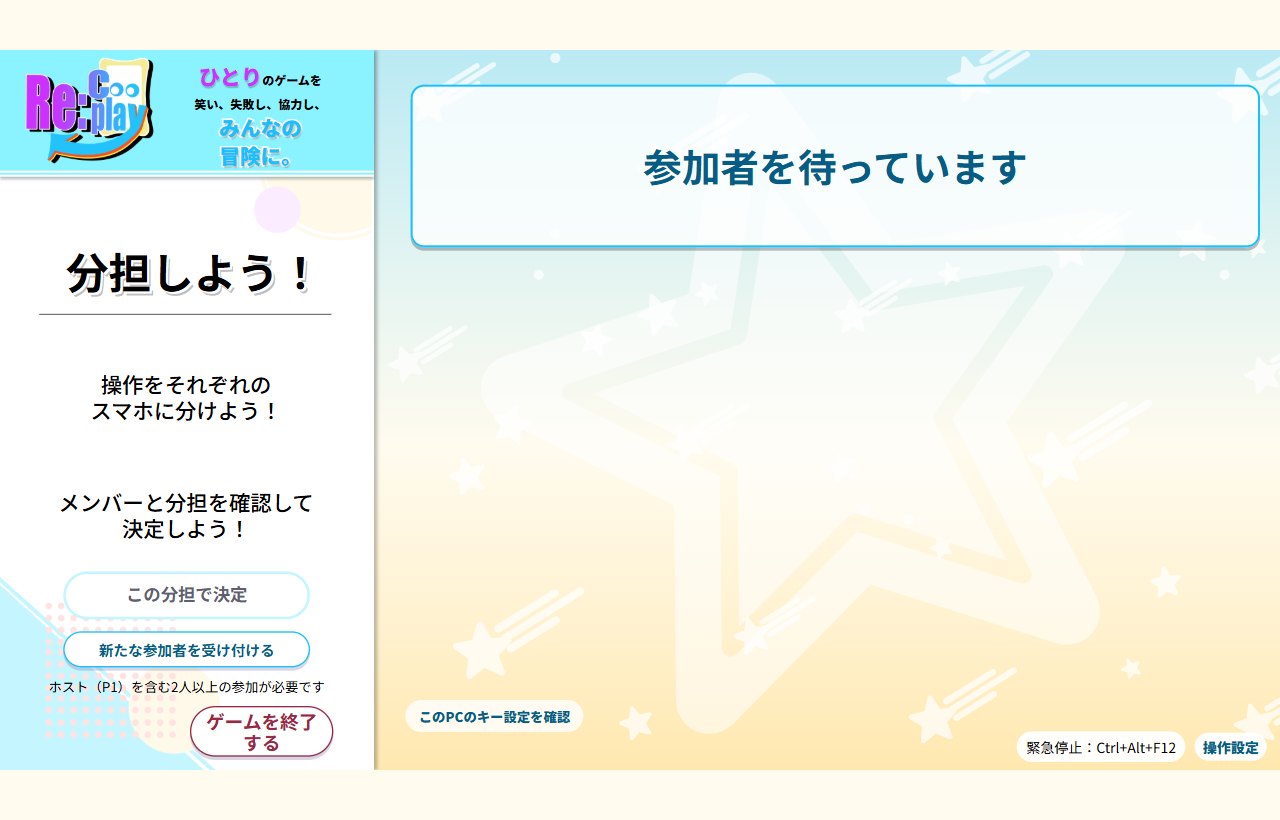 Re:Coo
play
ひとりのゲームを
笑い、失敗し、協力し、
みんなの
冒険に。
分担しよう！
操作をそれぞれの
スマホに分けよう！
メンバーと分担を確認して
決定しよう！
この分担で決定
新たな参加者を受け付ける
ホスト（P1）を含む2人以上の参加が必要です
ゲームを終了
する
参加者を待っています
このPCのキー設定を確認
緊急停止：Ctrl+Alt+F12
操作設定